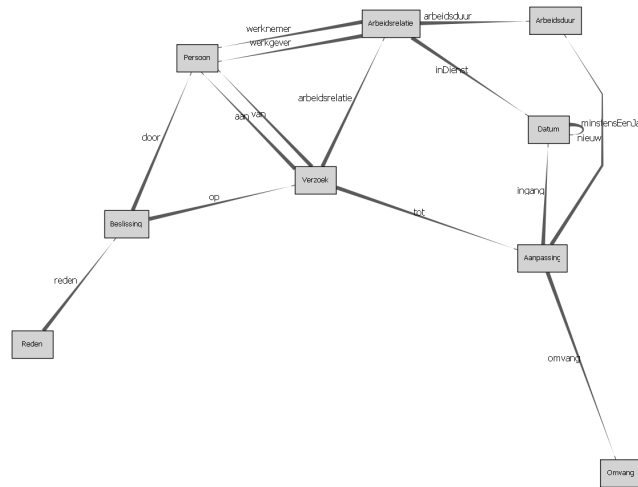 Arbeidsrelatie
arbeidsduur
Arbeidsduur
werknemer
werkgever
Persoon
inDienst
arbeidsrelatie
aan
van
Datum
minstensEenJa
nieuw
door
Verzoek
ingang
op
tot
Beslissing
Aanpassing
reden
Reden
omvang
Omvang